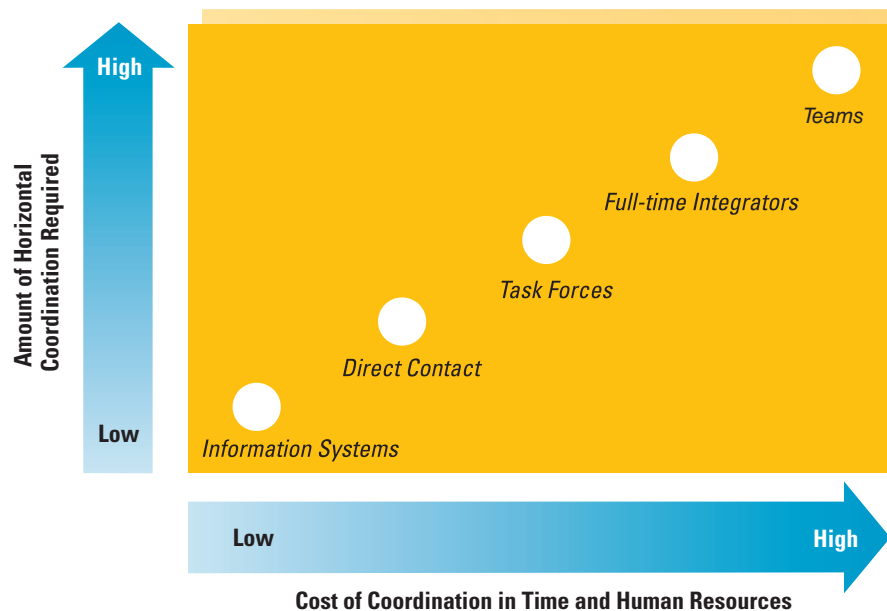 High
Amount of Horizontal
Coordination Required
Low
Teams
Full-time Integrators
Task Forces
Direct Contact
Information Systems
Low
High
Cost of Coordination in Time and Human Resources